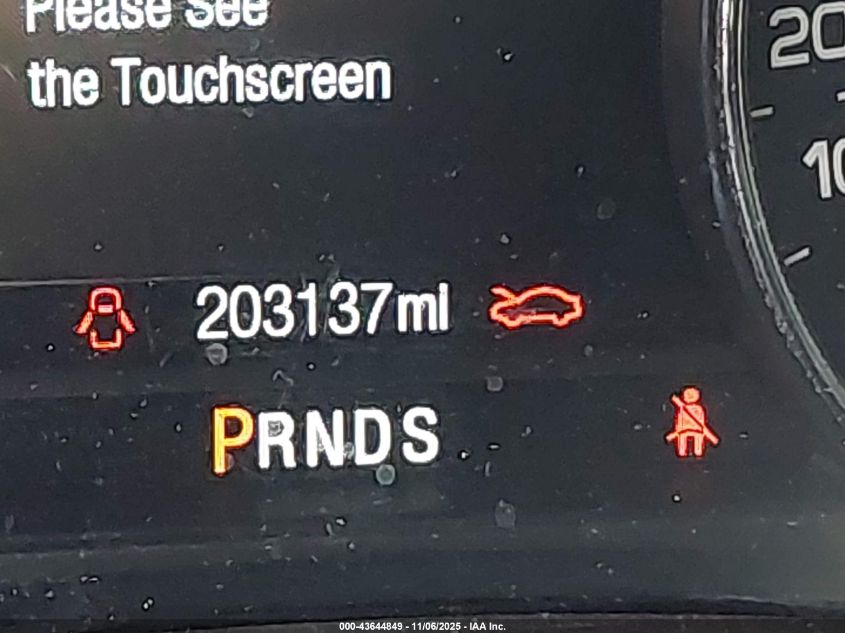 Please See
the Touchscreen
20
10
203137mi
PRNDS
000-43644849 - 11/06/2025 - IAA Inc.